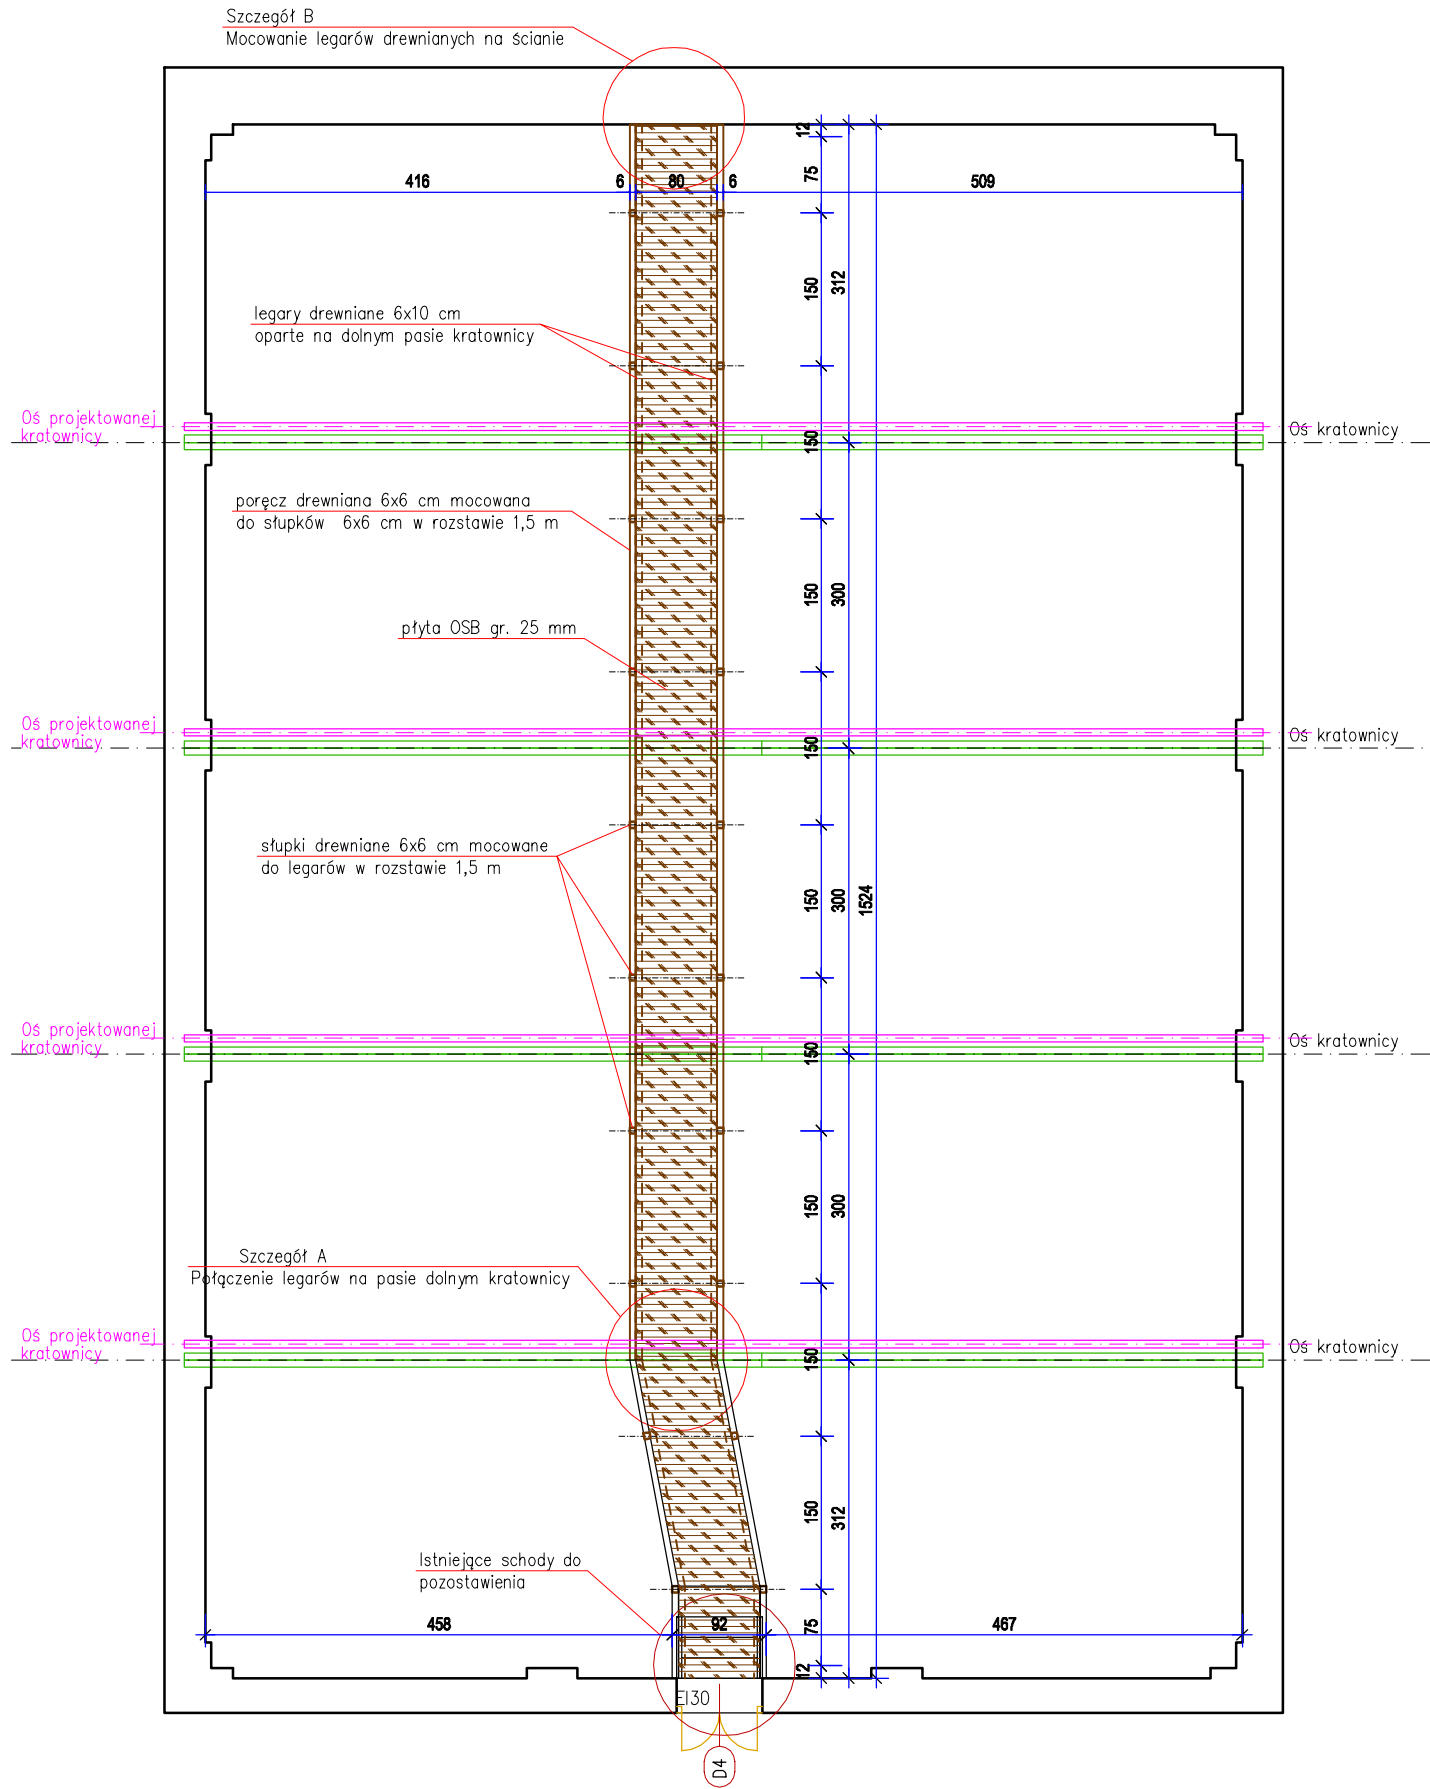 Szczegół B
Mocowanie legarów drewnianych na ścianie
12
75
416
6
80
6
509
150
312
legary drewniane 6x10 cm
oparte na dolnym pasie kratownicy
Oś projektowanej
kratownicy
Oś kratownicy
150
poręcz drewniana 6x6 cm mocowana
do słupków 6x6 cm w rozstawie 1,5 m
150
300
płyta OSB gr. 25 mm
Oś projektowanej
kratownicy
Oś kratownicy
150
słupki drewniane 6x6 cm mocowane
do legarów w rozstawie 1,5 m
150
300
1524
Oś projektowanej
kratownicy
Oś kratownicy
150
150
300
Szczegół A
Połączenie legarów na pasie dolnym kratownicy
Oś projektowanej
kratownicy
Oś kratownicy
150
150
312
Istniejące schody do
pozostawienia
458
92
467
75
12
EI30
D4